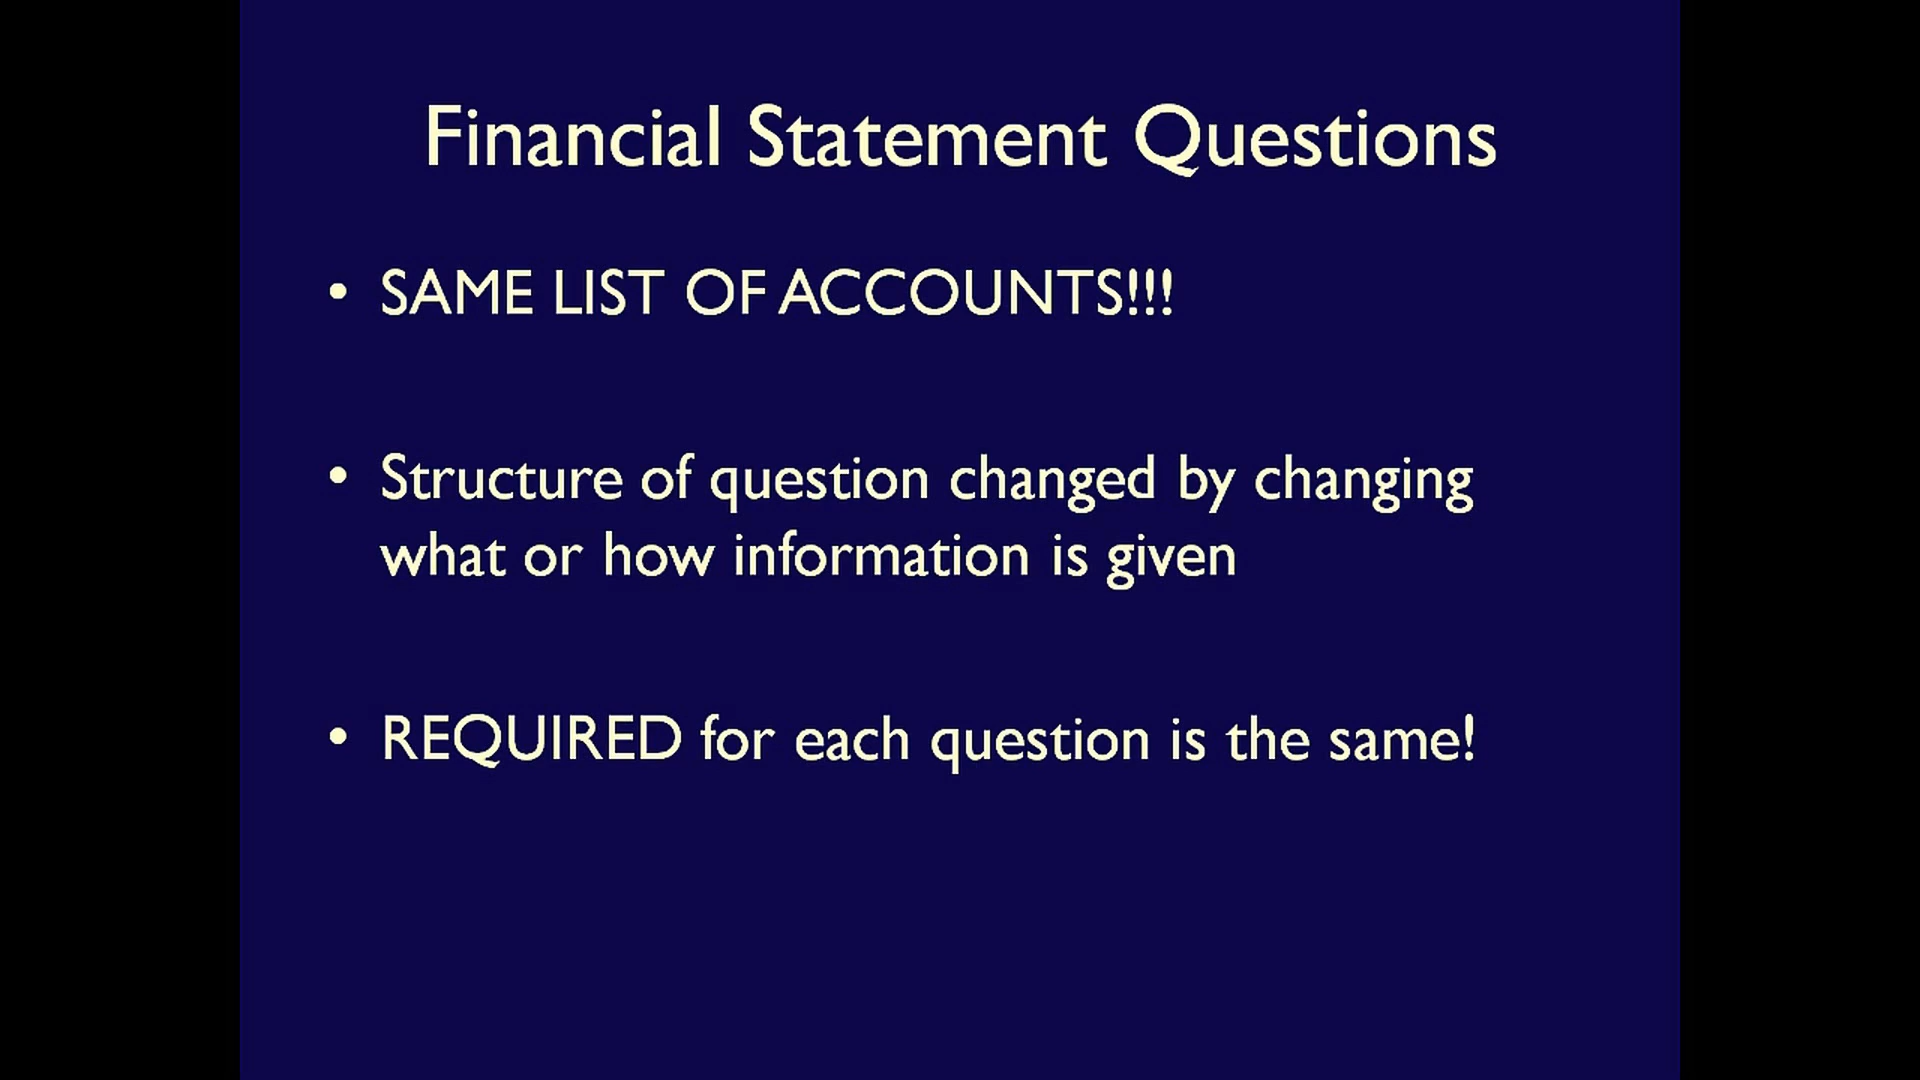 Financial Statement Questions
• SAME LIST OF ACCOUNTS!!!
• Structure of question changed by changing
what or how information is given
• REQUIRED for each question is the same!